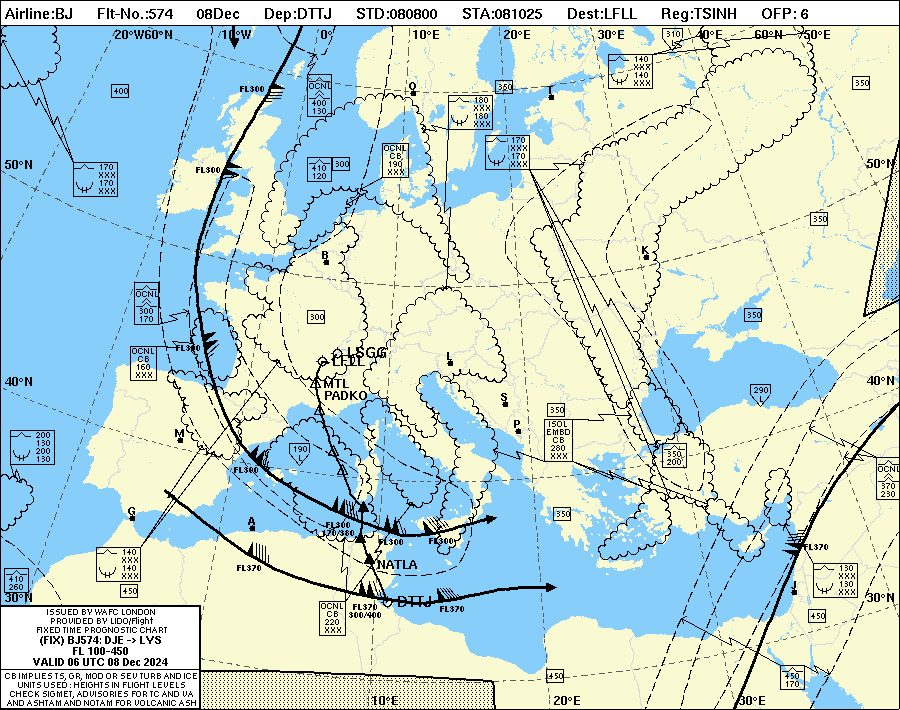 Airline:BJ Flt-No.:574 08Dec Dep:DTTJ STD:080800 STA:081025 Dest:LFLL Reg:TSINH OFP: 6
20°W60°N 10°W 0° 10°E 20°E 30°E 310 40°E 60°N 50°E
400
FL300
OCNL
400
130
O
350
T
140
XXX
140
XXX
350
180
XXX
180
XXX
50°N
170
XXX
170
XXX
FL300
410
120
300
OCNL
CB
190
XXX
170
XXX
170
XXX
50°N
350
B
K
OCNL
300
170
300
350
FL300
OCNL
CB
160
XXX
LSGG
LFLL
MTL
PADKO
L
S
40°N
290
L
40°N
M
200
130
200
130
190
FL300
P
350
ISOL
EMBD
CB
280
XXX
350
200
OCNL
370
230
G
A
FL300
170/380
FL300
FL300
350
FL370
140
XXX
140
XXX
FL370
NATLA
410
260
450
30°N
OCNL
CB
220
XXX
FL370
300/400
DTTJ
FL370
J
130
XXX
130
XXX
30°N
ISSUED BY WAFC LONDON
PROVIDED BY LIDO/Flight
FIXED TIME PROGNOSTIC CHART
(FIX) BJ574: DJE -> LYS
FL 100-450
VALID 06 UTC 08 Dec 2024
CB IMPLIES TS, GR, MOD OR SEV TURB AND ICE
UNITS USED : HEIGHTS IN FLIGHT LEVELS
CHECK SIGMET, ADVISORIES FOR TC AND VA
AND ASHTAM AND NOTAM FOR VOLCANIC ASH
450
450
170
10°E 20°E 30°E